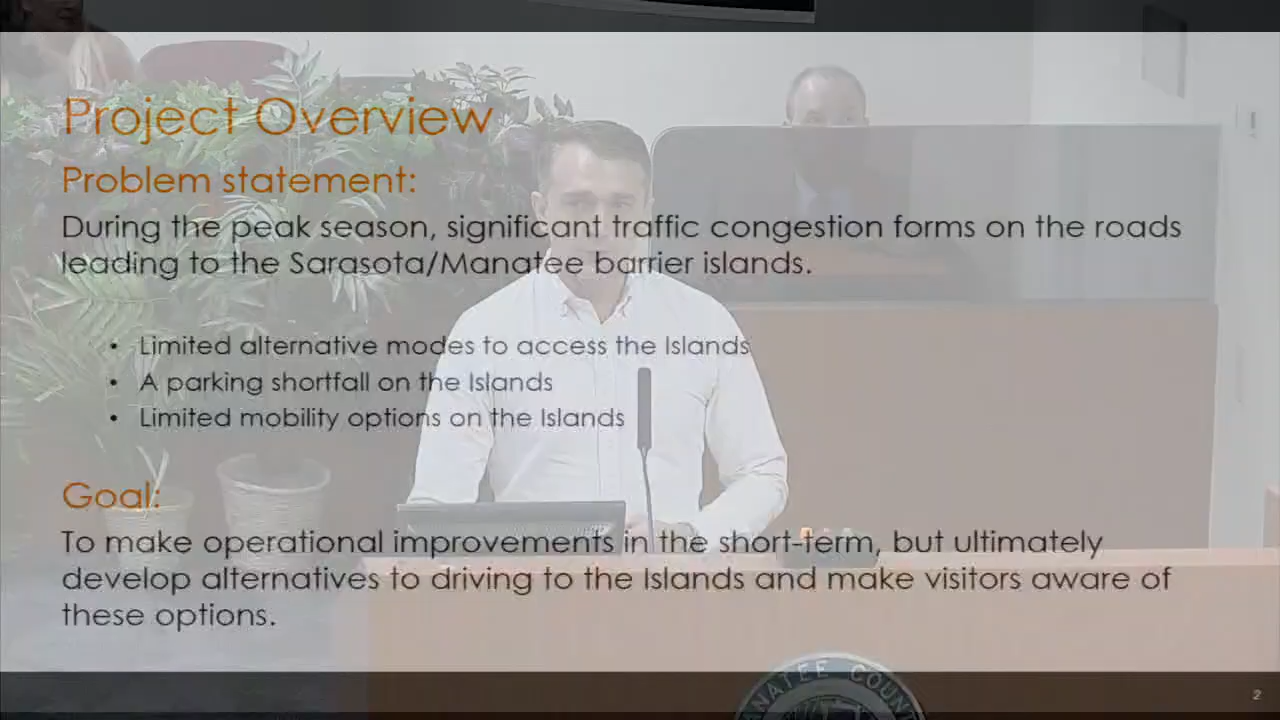 Project Overview
Problem statement:
During the peak season, significant traffic congestion forms on the roads
leading to the Sarasota/Manatee barrier islands.
• Limited alternative modes to access the Islands
• A parking shortfall on the Islands
• Limited mobility options on the Islands
Goal:
To make operational improvements in the short-term, but ultimately
develop alternatives to driving to the Islands and make visitors aware of
these options.
ANATEE COUN
2